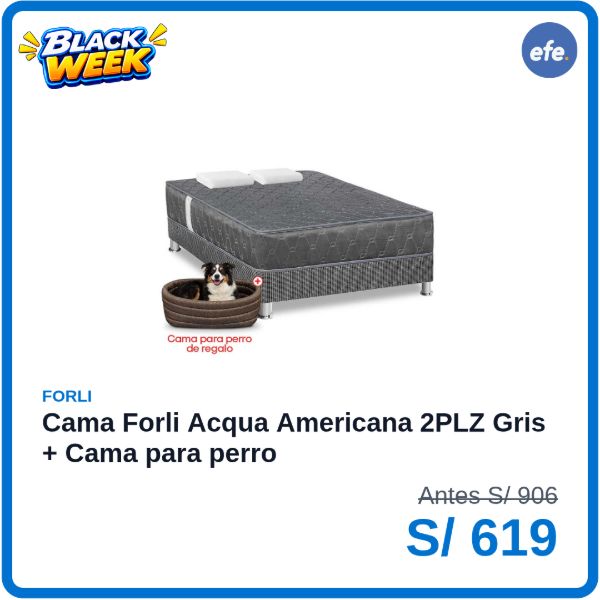 BLACK
WEEK
efe.
Cama para perro
de regalo
FORLI
Cama Forli Acqua Americana 2PLZ Gris
+ Cama para perro
Antes S/ 906
S/ 619